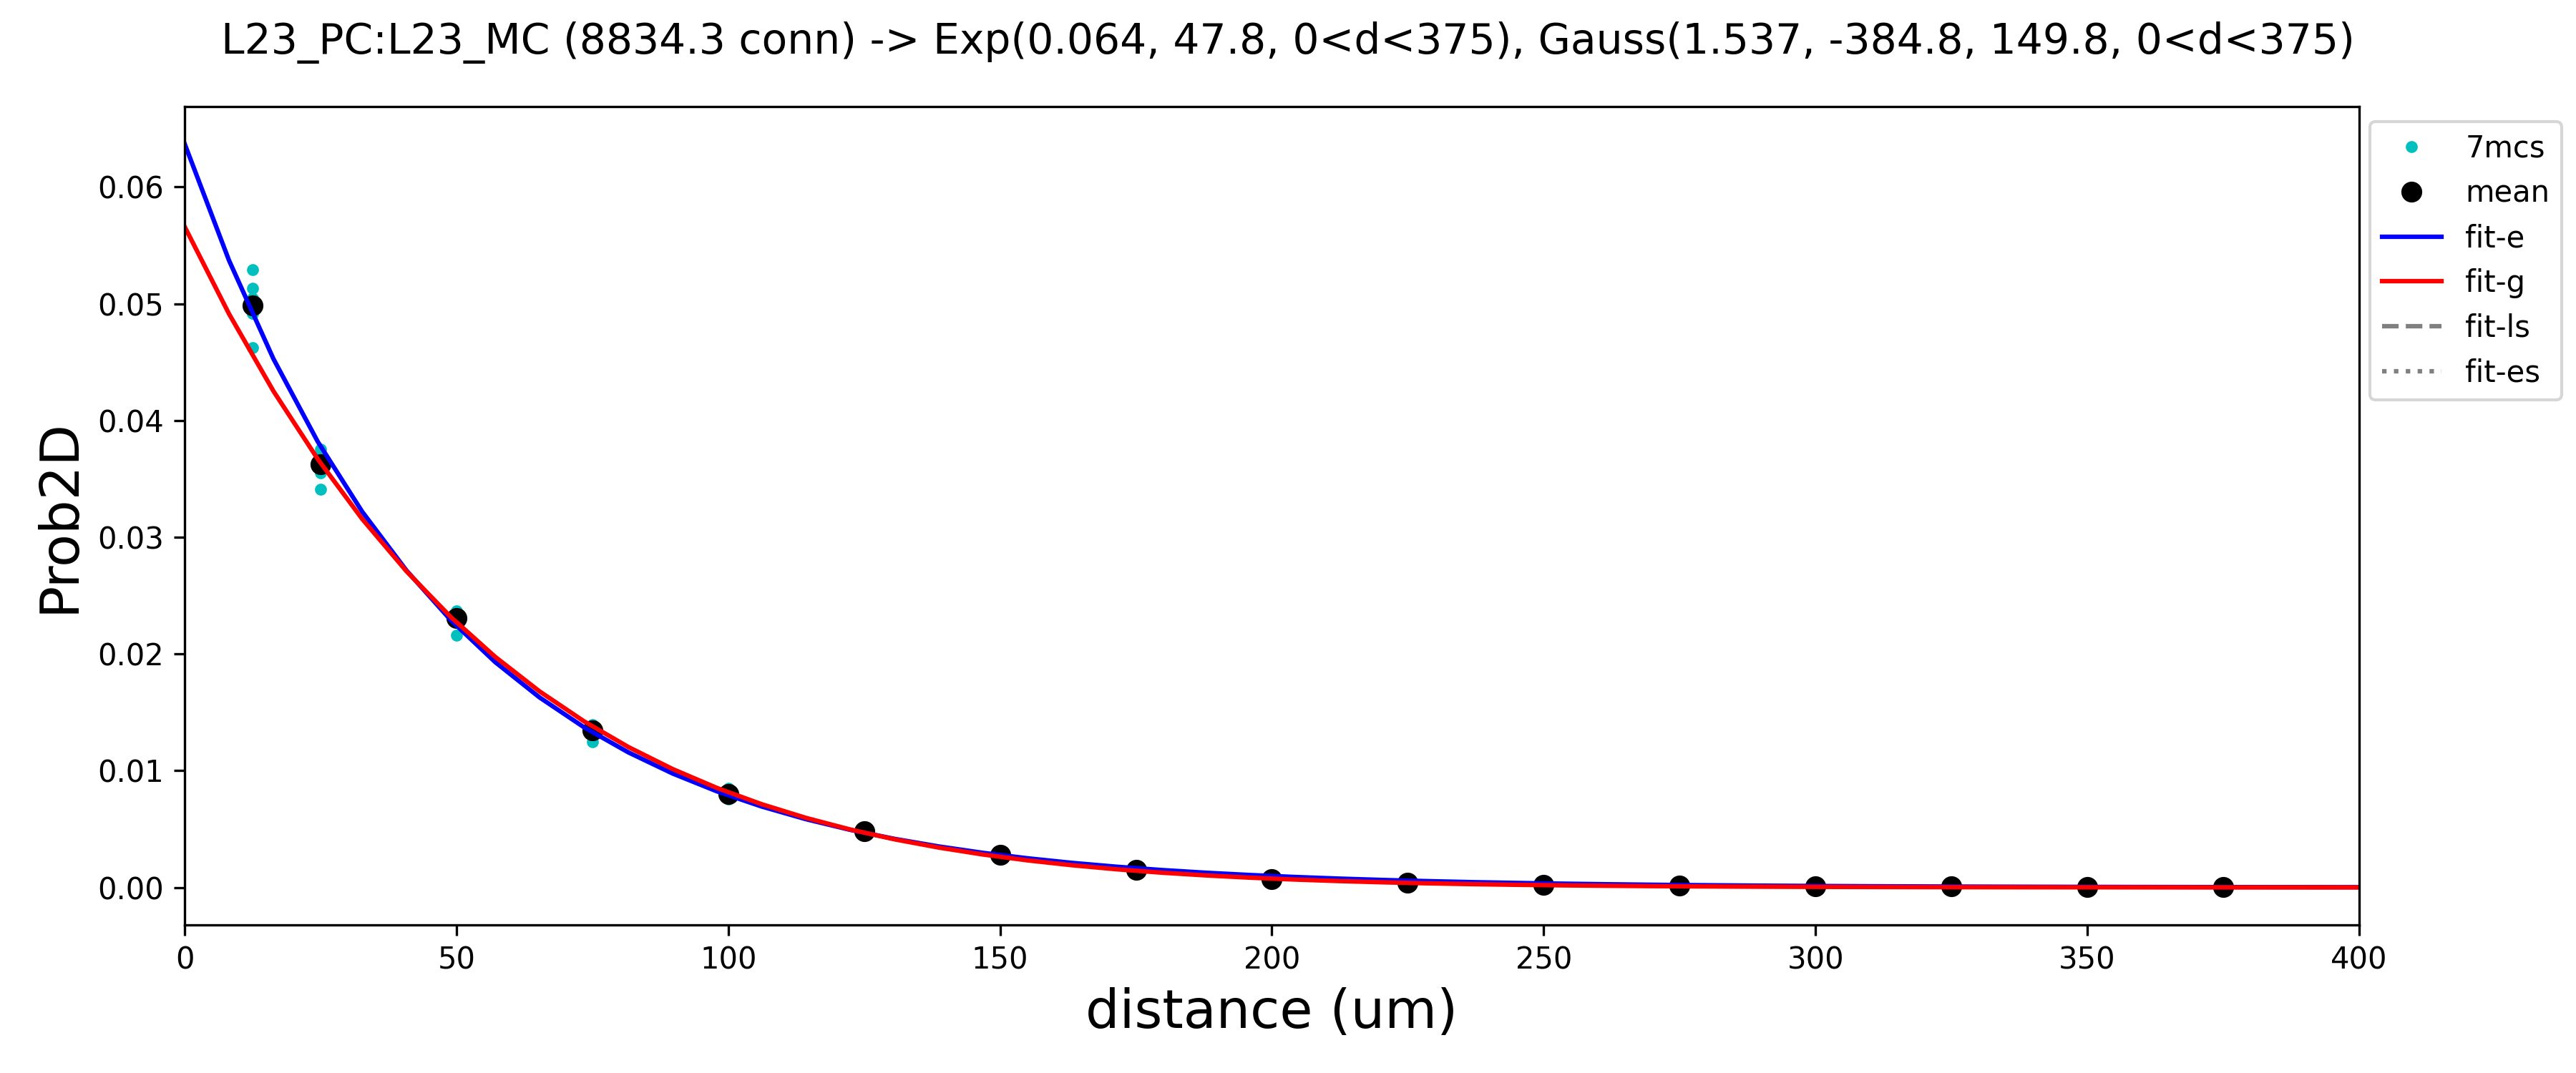 L23_PC:L23_MC (8834.3 conn) -> Exp(0.064, 47.8, 0<d<375), Gauss(1.537, -384.8, 149.8, 0<d<375)
7mcs
mean
fit-e
fit-g
fit-ls
fit-es
Prob2D
0.06
0.05
0.04
0.03
0.02
0.01
0.00
0 50 100 150 200 250 300 350 400
distance (um)